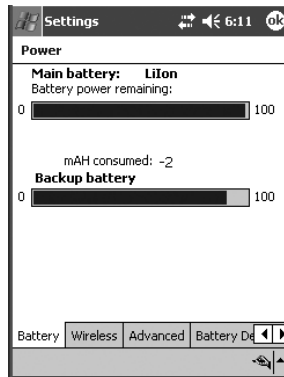 Settings 6:11 ok
Power
Main battery: LiIon
Battery power remaining:
0 100
mAH consumed: -2
Backup battery
0 100
Battery Wireless Advanced Battery De